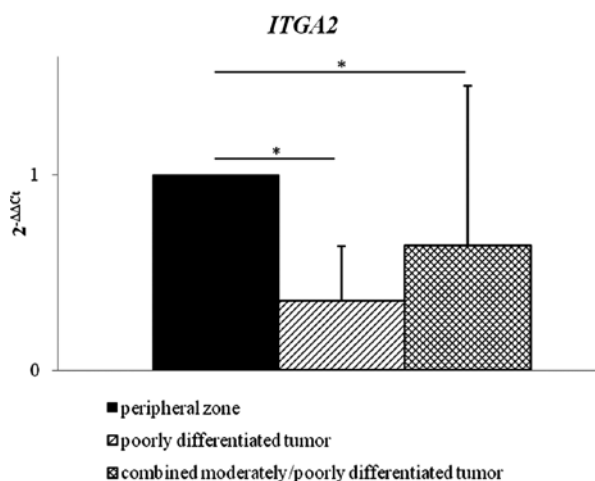 ITGA2
*
*
1
2-ΔΔCt
0
peripheral zone
poorly differentiated tumor
combined moderately/poorly differentiated tumor